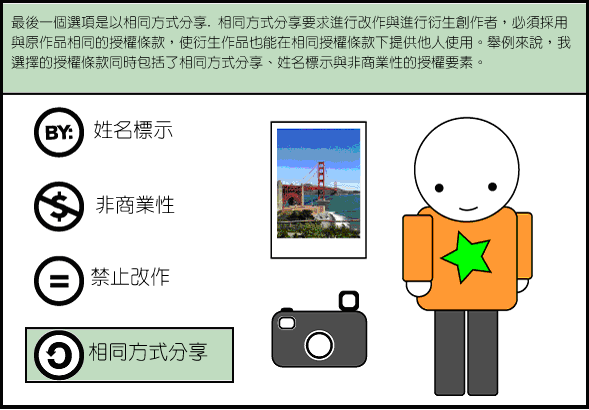 最後一個選項是以相同方式分享. 相同方式分享要求進行改作與進行衍生創作者，必須採用
與原作品相同的授權條款，使衍生作品也能在相同授權條款下提供他人使用。舉例來說，我
選擇的授權條款同時包括了相同方式分享、姓名標示與非商業性的授權要素。
BY: 姓名標示
$ 非商業性
= 禁止改作
相同方式分享